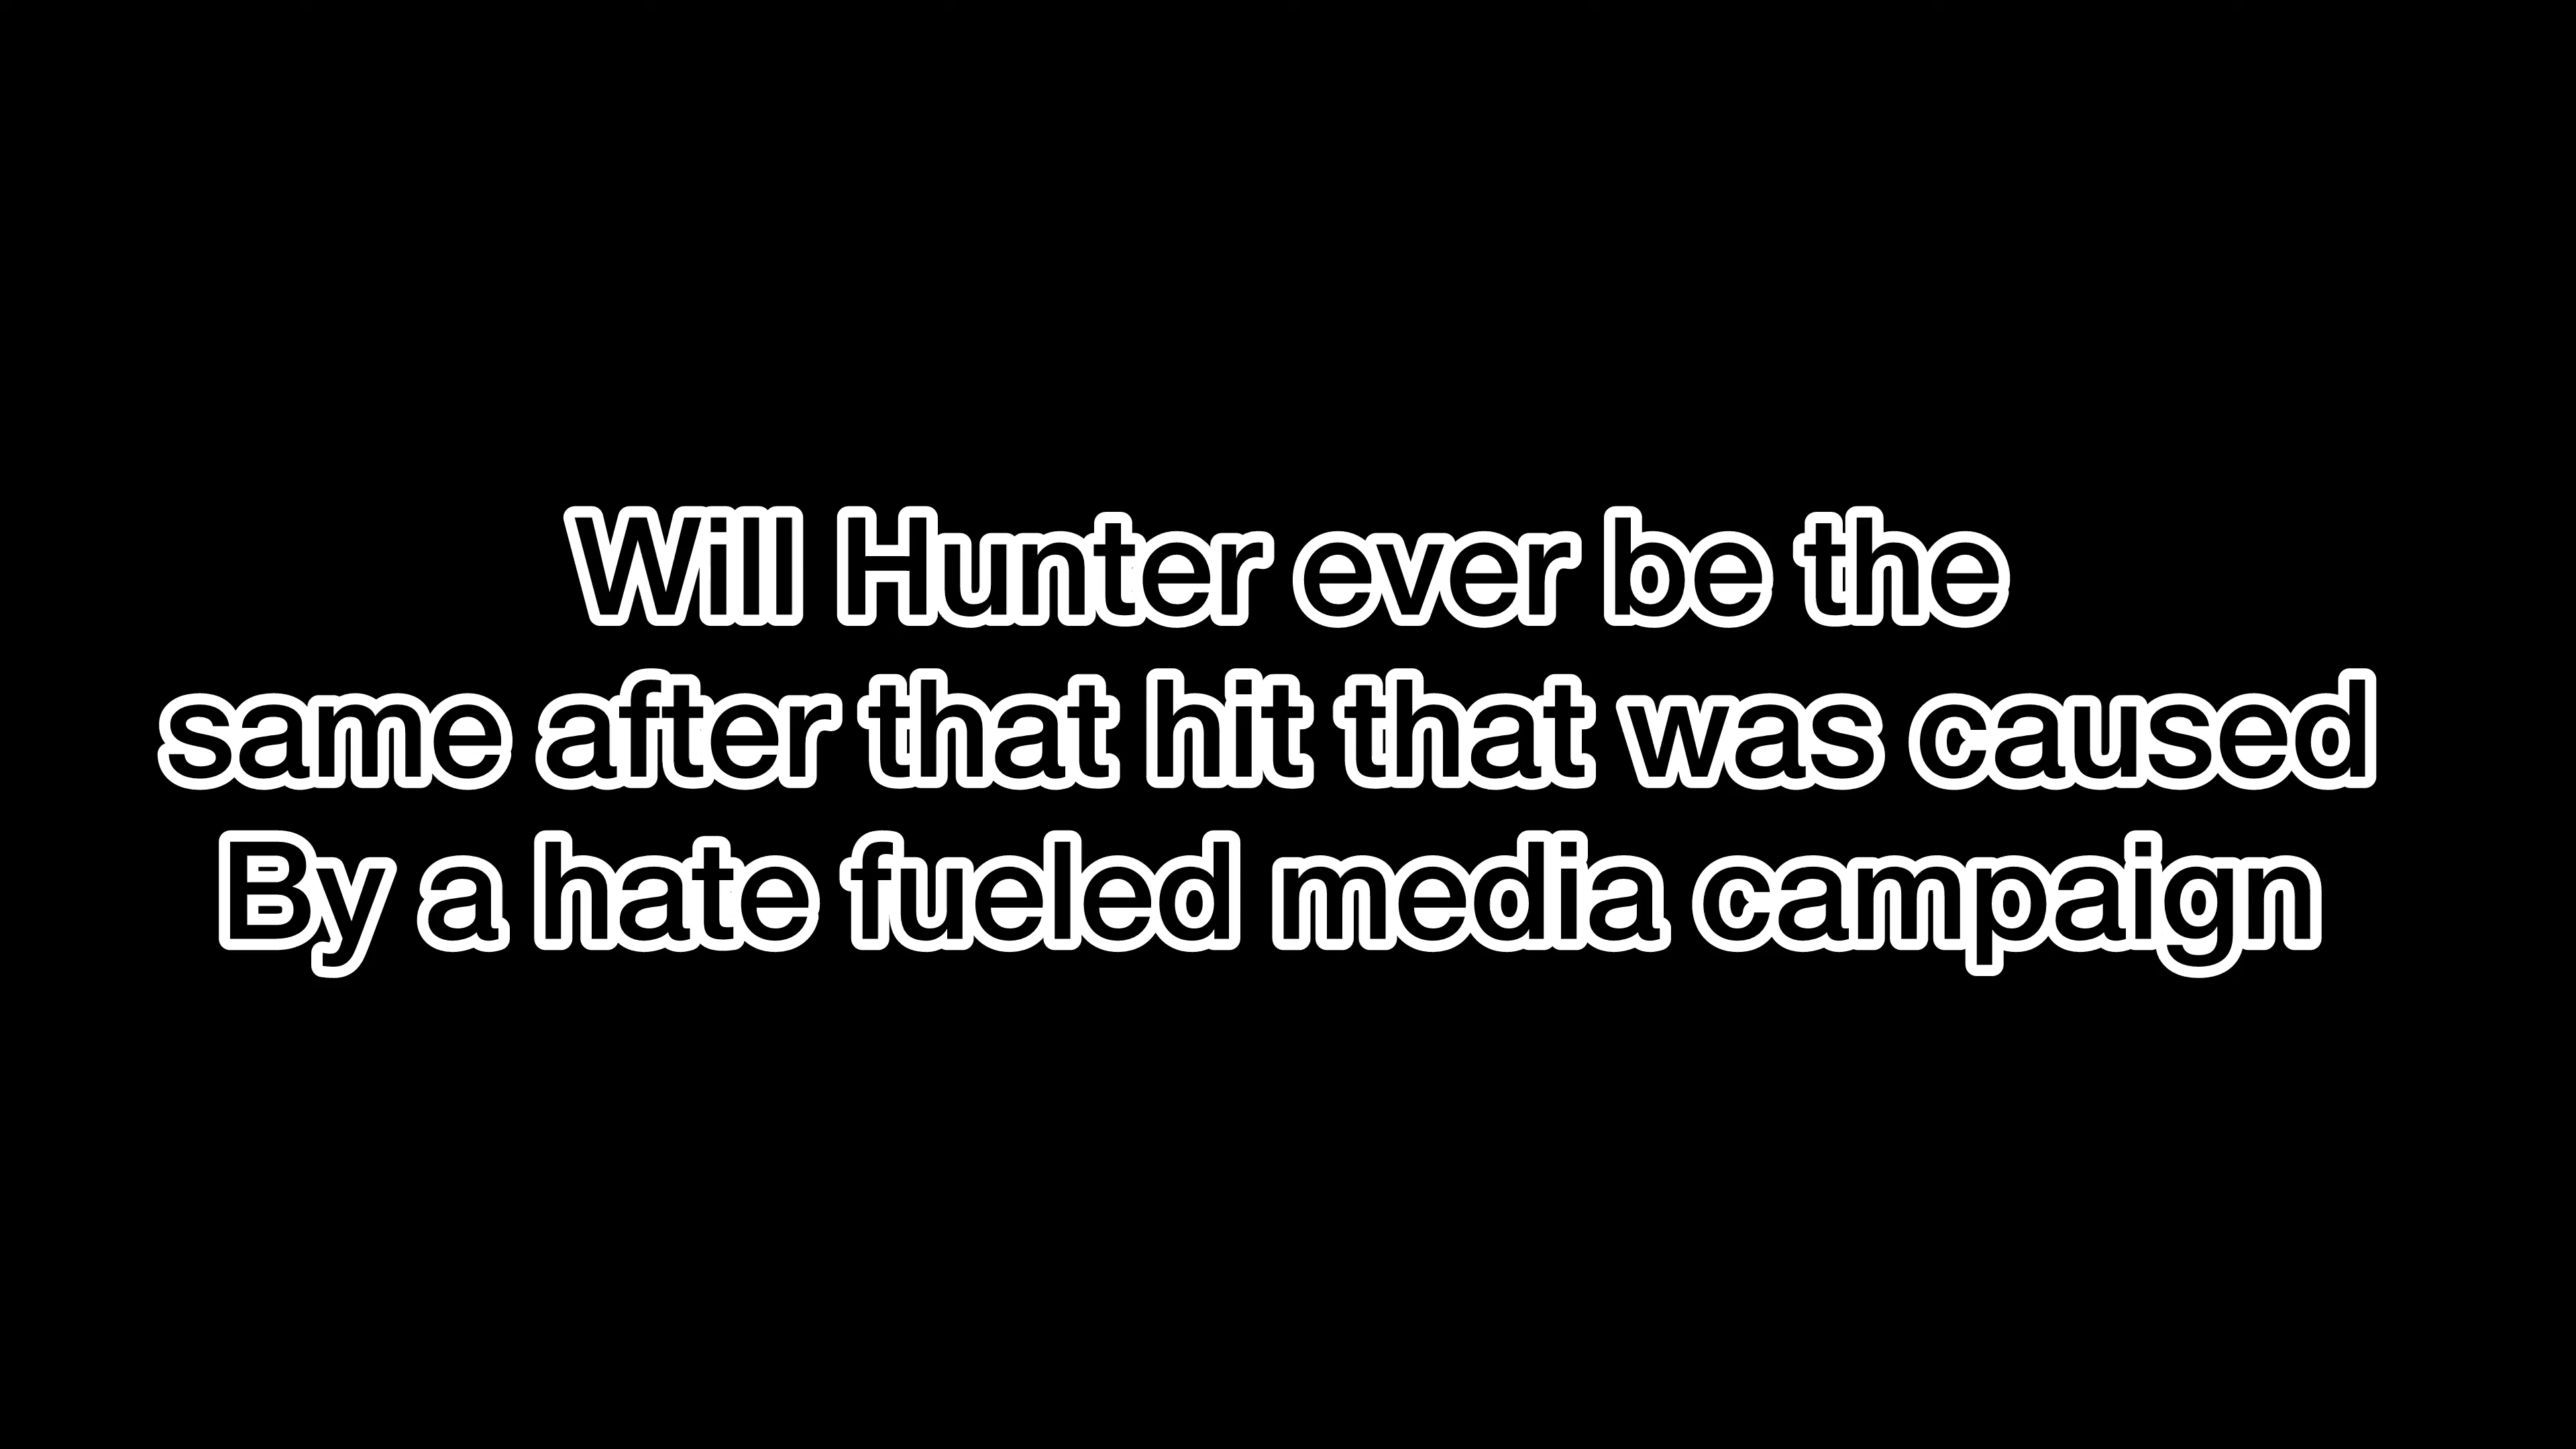 Will Hunter ever be the
same after that hit that was caused
By a hate fueled media campaign